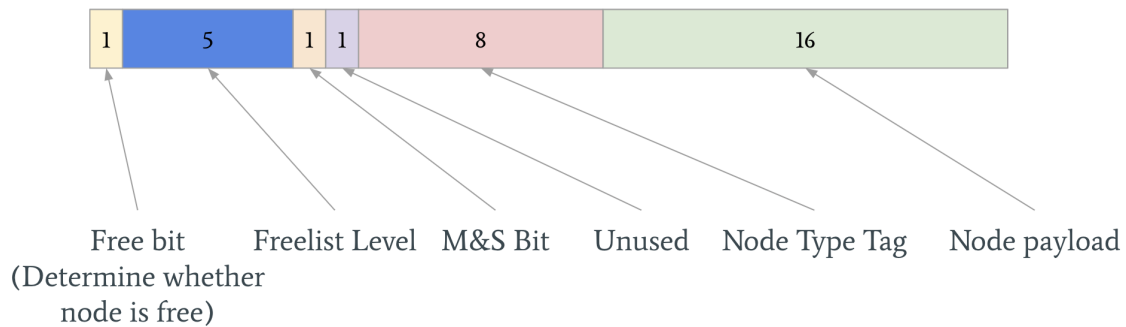 1 5 1 1 8 16
Free bit Freelist Level M&S Bit Unused Node Type Tag Node payload
(Determine whether
node is free)